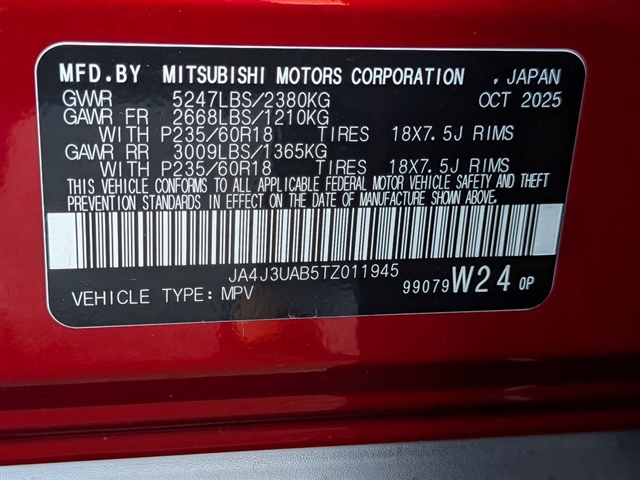 MFD.BY MITSUBISHI MOTORS CORPORATION , JAPAN
GVWR 5247LBS/2380KG OCT 2025
GAWR FR 2668LBS/1210KG
WITH P235/60R18 TIRES 18X7.5J RIMS
GAWR RR 3009LBS/1365KG
WITH P235/60R18 TIRES 18X7.5J RIMS
THIS VEHICLE CONFORMS TO ALL APPLICABLE FEDERAL MOTOR VEHICLE SAFETY AND THEFT
PREVENTION STANDARDS IN EFFECT ON THE DATE OF MANUFACTURE SHOWN ABOVE.
JA4J3UAB5TZ011945
VEHICLE TYPE: MPV 99079 W24 0P